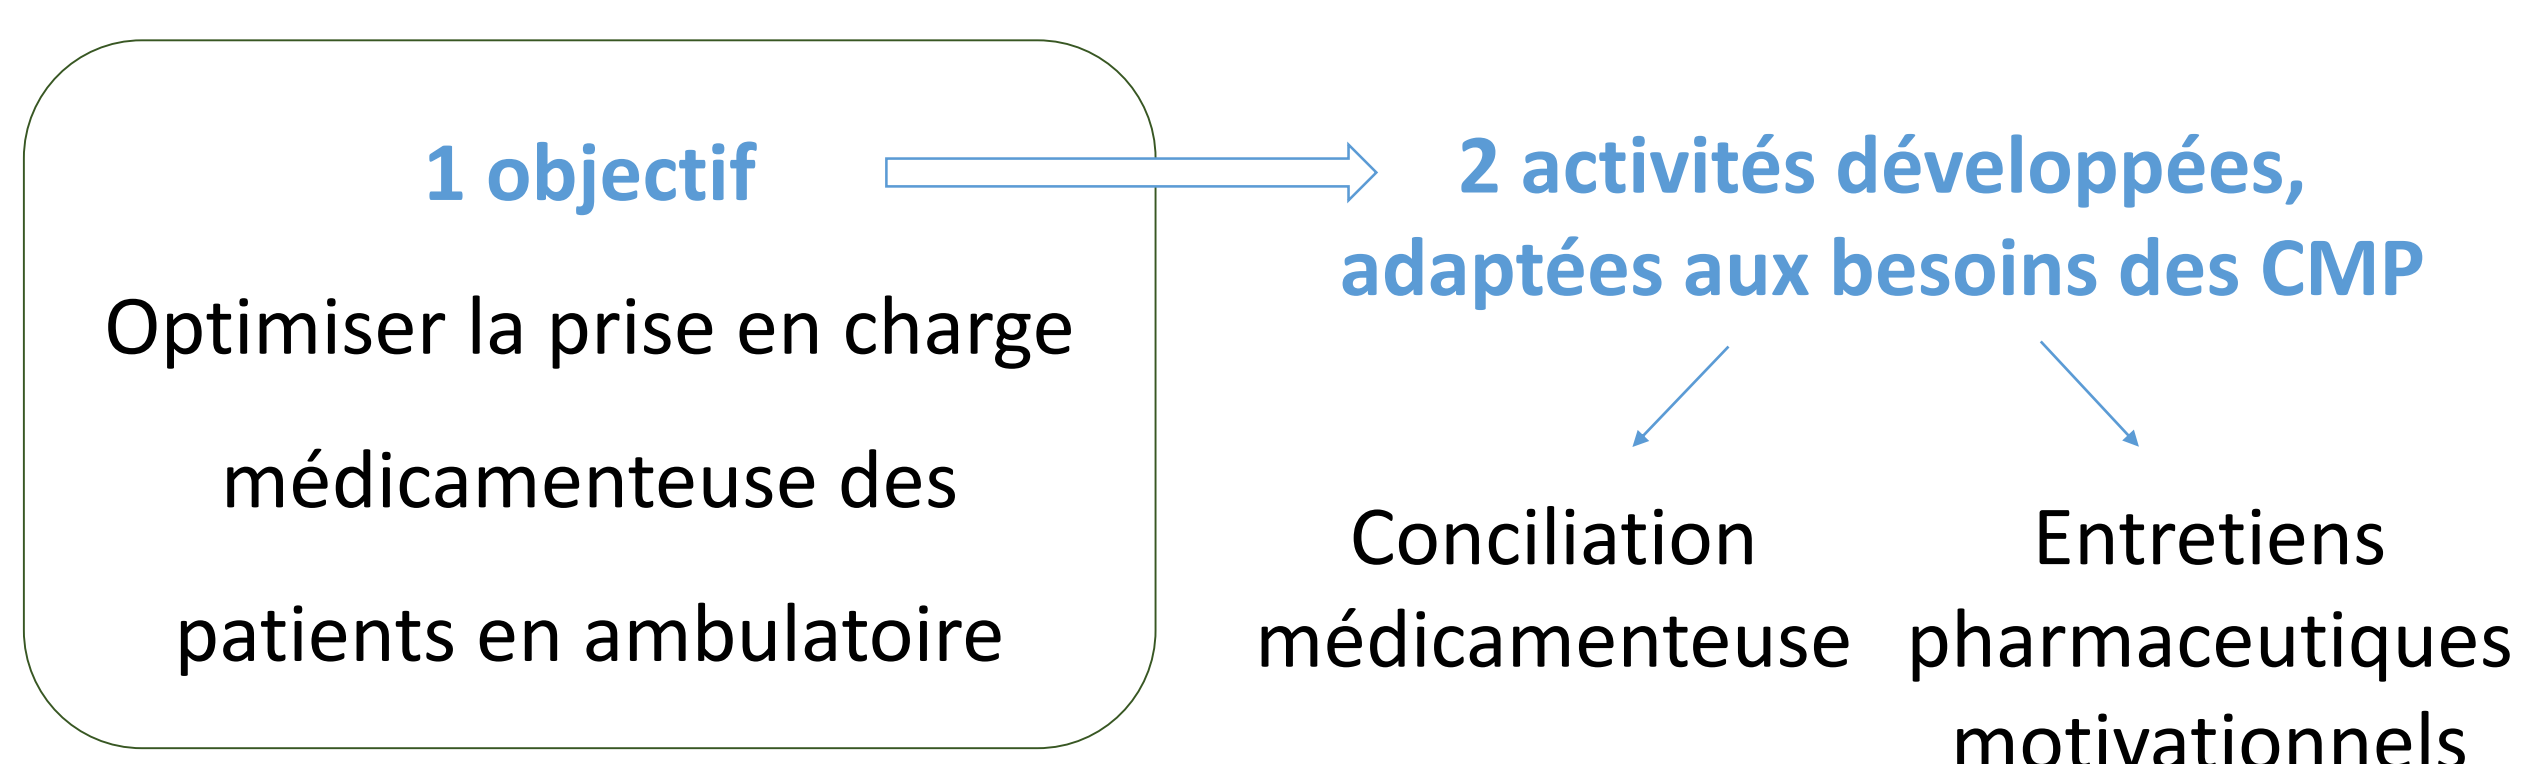 1 objectif
Optimiser la prise en charge
médicamenteuse des
patients en ambulatoire
2 activités développées,
adaptées aux besoins des CMP
Conciliation
médicamenteuse
Entretiens
pharmaceutiques
motivationnels